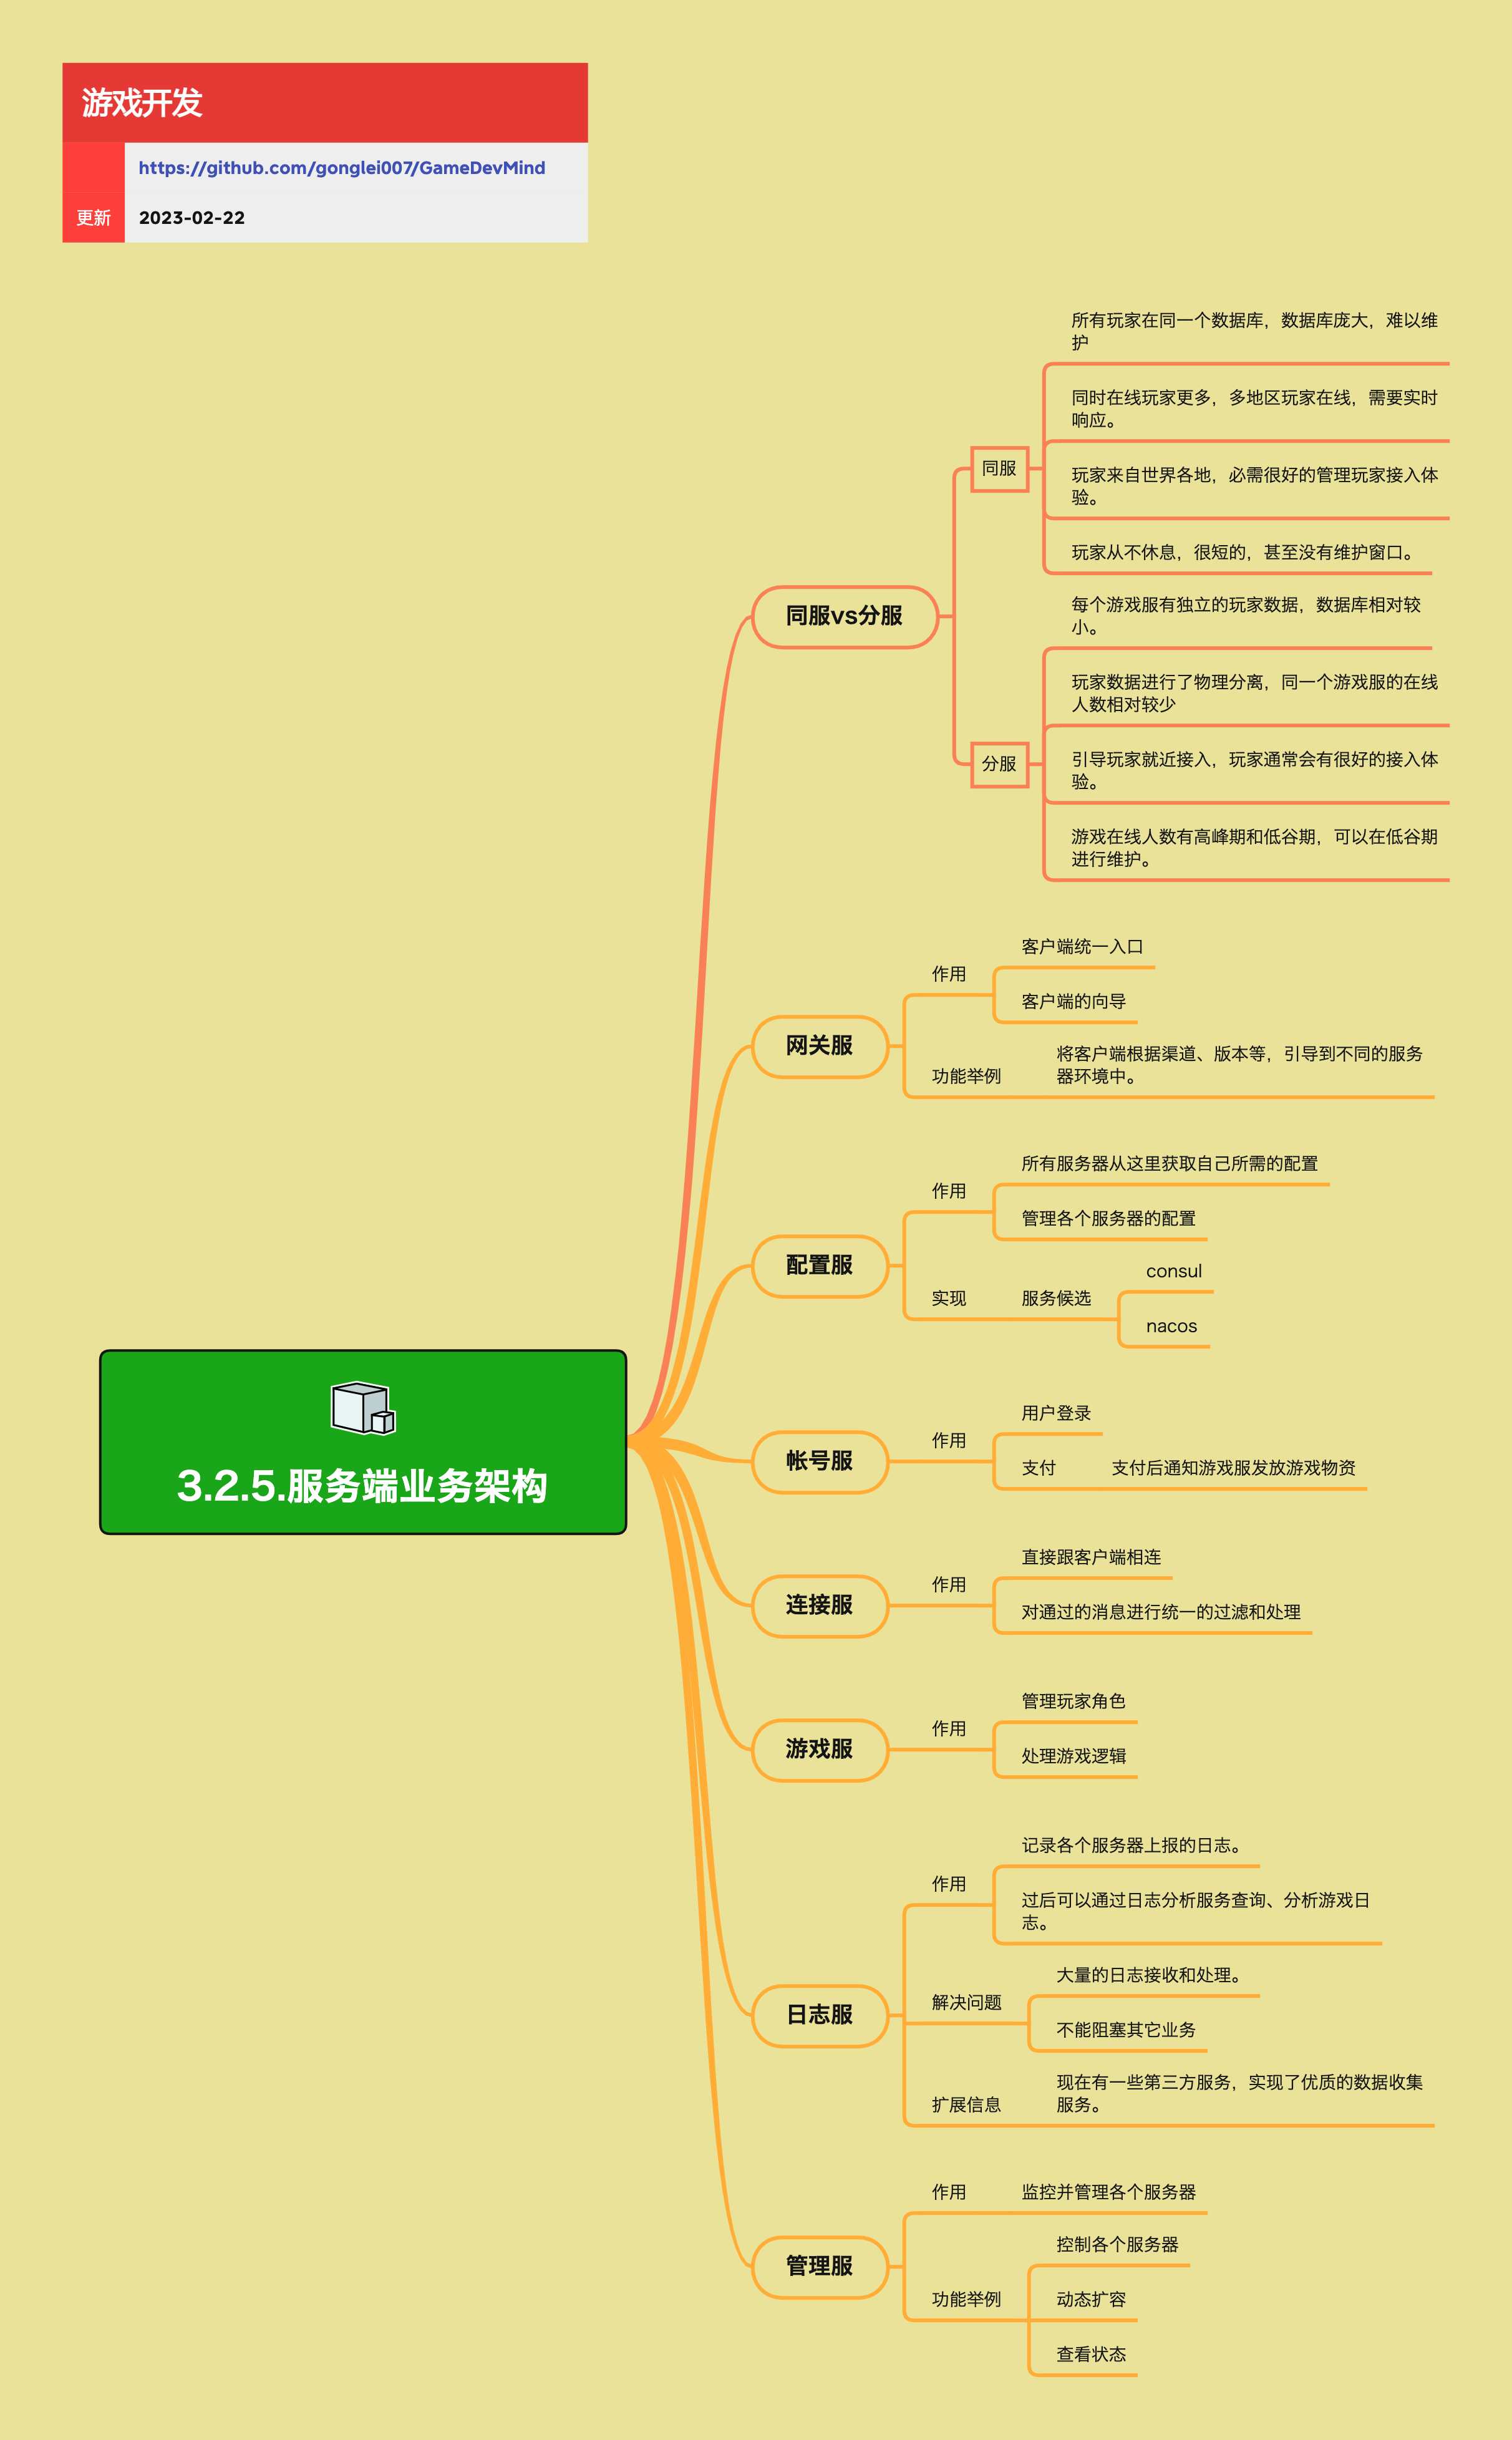 游戏开发
https://github.com/gonglei007/GameDevMind
更新
2023-02-22
3.2.5.服务端业务架构
同服vs分服
同服
所有玩家在同一个数据库，数据库庞大，难以维
护
同时在线玩家更多，多地区玩家在线，需要实时
响应。
玩家来自世界各地，必需很好的管理玩家接入体
验。
玩家从不休息，很短的，甚至没有维护窗口。
分服
每个游戏服有独立的玩家数据，数据库相对较
小。
玩家数据进行了物理分离，同一个游戏服的在线
人数相对较少
引导玩家就近接入，玩家通常会有很好的接入体
验。
游戏在线人数有高峰期和低谷期，可以在低谷期
进行维护。
网关服
作用
客户端统一入口
客户端的向导
功能举例
将客户端根据渠道、版本等，引导到不同的服务
器环境中。
配置服
作用
所有服务器从这里获取自己所需的配置
管理各个服务器的配置
实现
服务候选
consul
nacos
帐号服
作用
用户登录
支付
支付后通知游戏服发放游戏物资
连接服
作用
直接跟客户端相连
对通过的消息进行统一的过滤和处理
游戏服
作用
管理玩家角色
处理游戏逻辑
日志服
作用
记录各个服务器上报的日志。
过后可以通过日志分析服务查询、分析游戏日
志。
解决问题
大量的日志接收和处理。
不能阻塞其它业务
扩展信息
现在有一些第三方服务，实现了优质的数据收集
服务。
管理服
作用
监控并管理各个服务器
功能举例
控制各个服务器
动态扩容
查看状态